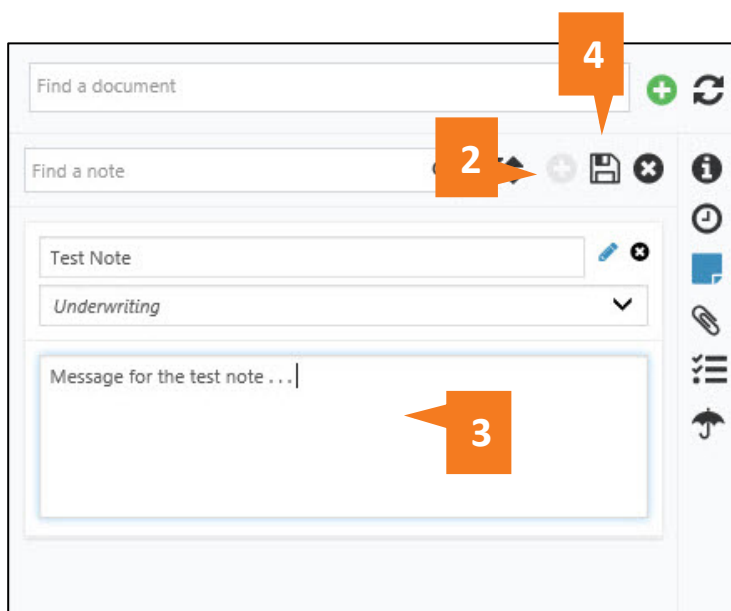 4
Find a document
2
Find a note
Test Note
Underwriting
Message for the test note . . .
3